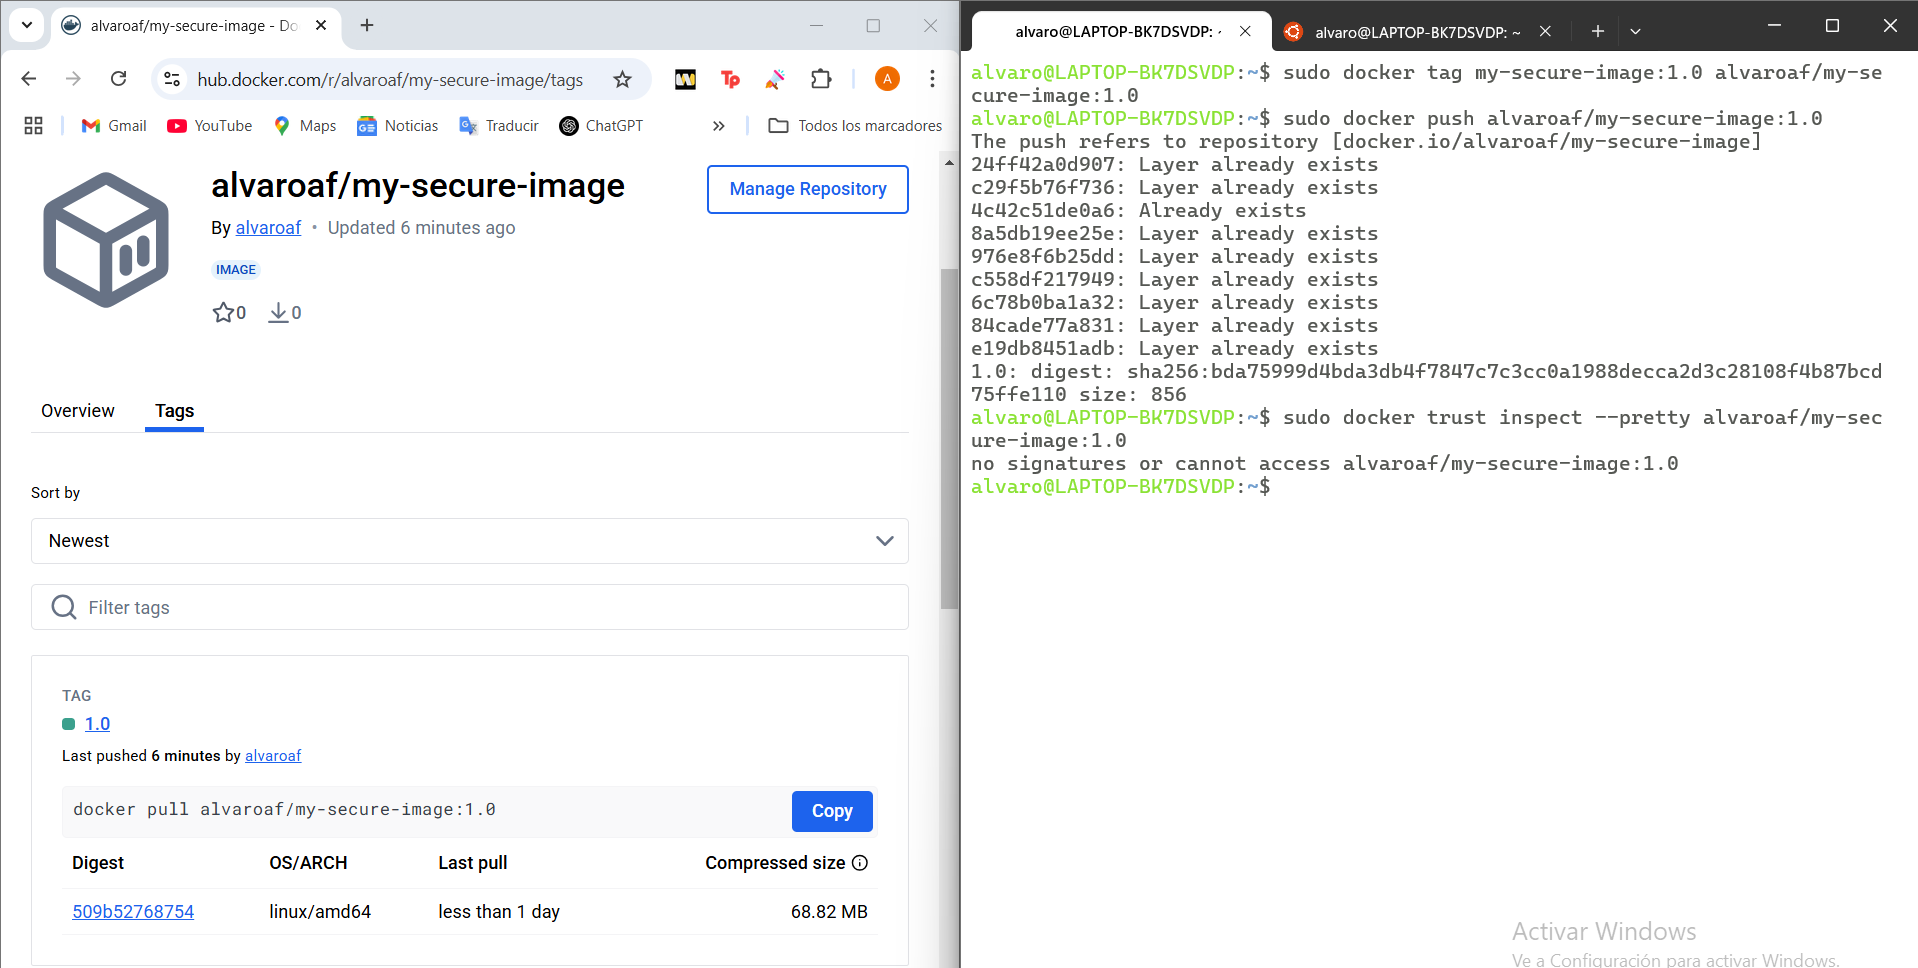 alvaroaf/my-secure-image - Do
hub.docker.com/r/alvaroaf/my-secure-image/tags
A
Gmail
YouTube
Maps
Noticias
Traducir
ChatGPT
»
Todos los marcadores
alvaroaf/my-secure-image
Manage Repository
By alvaroaf • Updated 6 minutes ago
IMAGE
0
0
Overview
Tags
Sort by
Newest
Filter tags
TAG
1.0
Last pushed 6 minutes by alvaroaf
docker pull alvaroaf/my-secure-image:1.0
Copy
Digest OS/ARCH Last pull Compressed size
509b52768754 linux/amd64 less than 1 day 68.82 MB
alvaro@LAPTOP-BK7DSVDP: ~
alvaro@LAPTOP-BK7DSVDP: ~
alvaro@LAPTOP-BK7DSVDP:~$ sudo docker tag my-secure-image:1.0 alvaroaf/my-se
cure-image:1.0
alvaro@LAPTOP-BK7DSVDP:~$ sudo docker push alvaroaf/my-secure-image:1.0
The push refers to repository [docker.io/alvaroaf/my-secure-image]
24ff42a0d907: Layer already exists
c29f5b76f736: Layer already exists
4c42c51de0a6: Already exists
8a5db19ee25e: Layer already exists
976e8f6b25dd: Layer already exists
c558df217949: Layer already exists
6c78b0ba1a32: Layer already exists
84cade77a831: Layer already exists
e19db8451adb: Layer already exists
1.0: digest: sha256:bda75999d4bda3db4f7847c7c3cc0a1988decca2d3c28108f4b87bcd
75ffe110 size: 856
alvaro@LAPTOP-BK7DSVDP:~$ sudo docker trust inspect --pretty alvaroaf/my-sec
ure-image:1.0
no signatures or cannot access alvaroaf/my-secure-image:1.0
alvaro@LAPTOP-BK7DSVDP:~$
Activar Windows
Ve a Configuración para activar Windows.